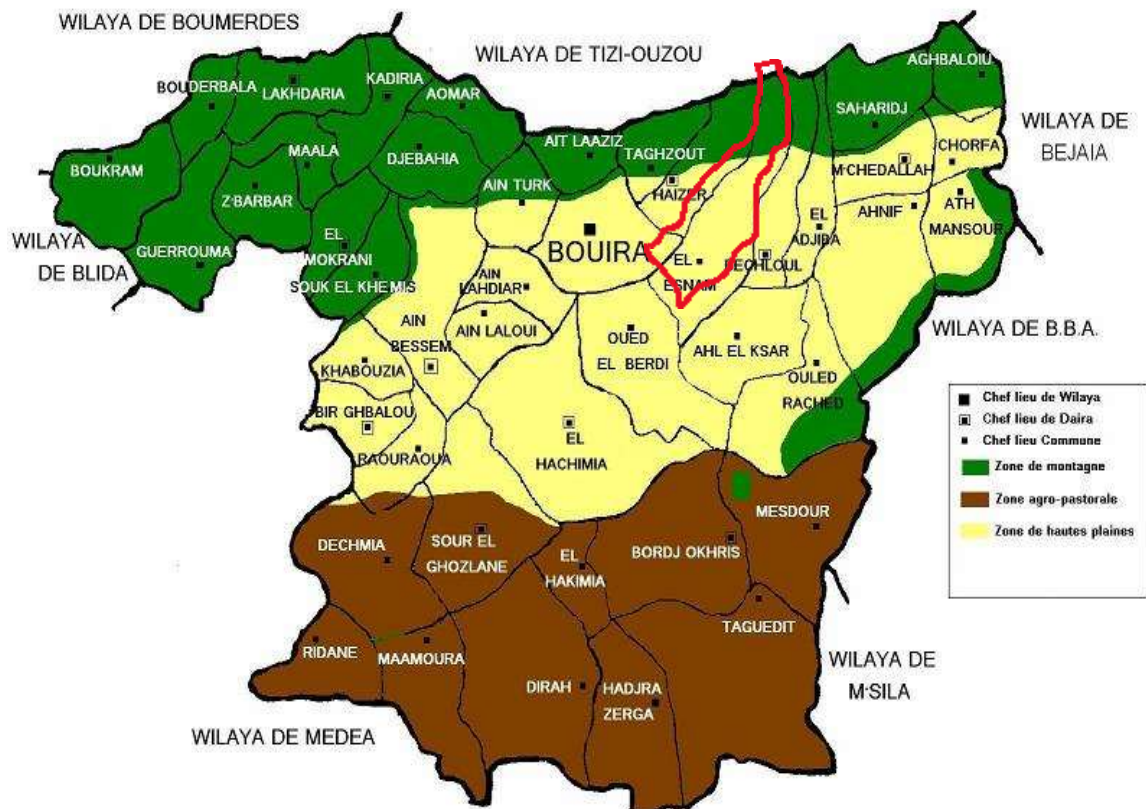 WILAYA DE BOUMERDES
WILAYA DE TIZI-OUZOU
AGHBALOIU
KADIRIA
BOUDERBALA
LAKHDARIA
AOMAR
SAHARIDJ
WILAYA DE
BEJAIA
AIT LAAZIZ
CHORFA
MAALA
DJEBAHIA
TAGHZOUT
BOUKRAM
M'CHEDALLAH
AIN TURK
HAIZER
Z'BARBAR
AHNIF
ATH
MANSOUR
EL
ADJIBA
WILAYA
DE BLIDA
GUERROUMA
EL
MOKRANI
BOUIRA
EL
ESNAM
BECHLOUL
SOUK EL KHEMIS
AIN
LAHDIAR
AIN
BESSEM
AIN LALOUI
OUED
EL BERDI
AHL EL KSAR
WILAYA DE B.B.A.
KHABOUZIA
OULED
RACHED
BIR GHBALOU
EL
HACHIMIA
RAOURAOUA
Chef lieu de Wilaya
Chef lieu de Daira
Chef lieu Commune
Zone de montagne
Zone agro-pastorale
Zone de hautes plaines
MESDOUR
DECHMIA
SOUR EL
GHOZLANE
EL
HAKIMIA
BORDJ OKHRIS
TAGUEDIT
RIDANE
MAAMOURA
WILAYA DE
M'SILA
DIRAH
HADJRA
ZERGA
WILAYA DE MEDEA